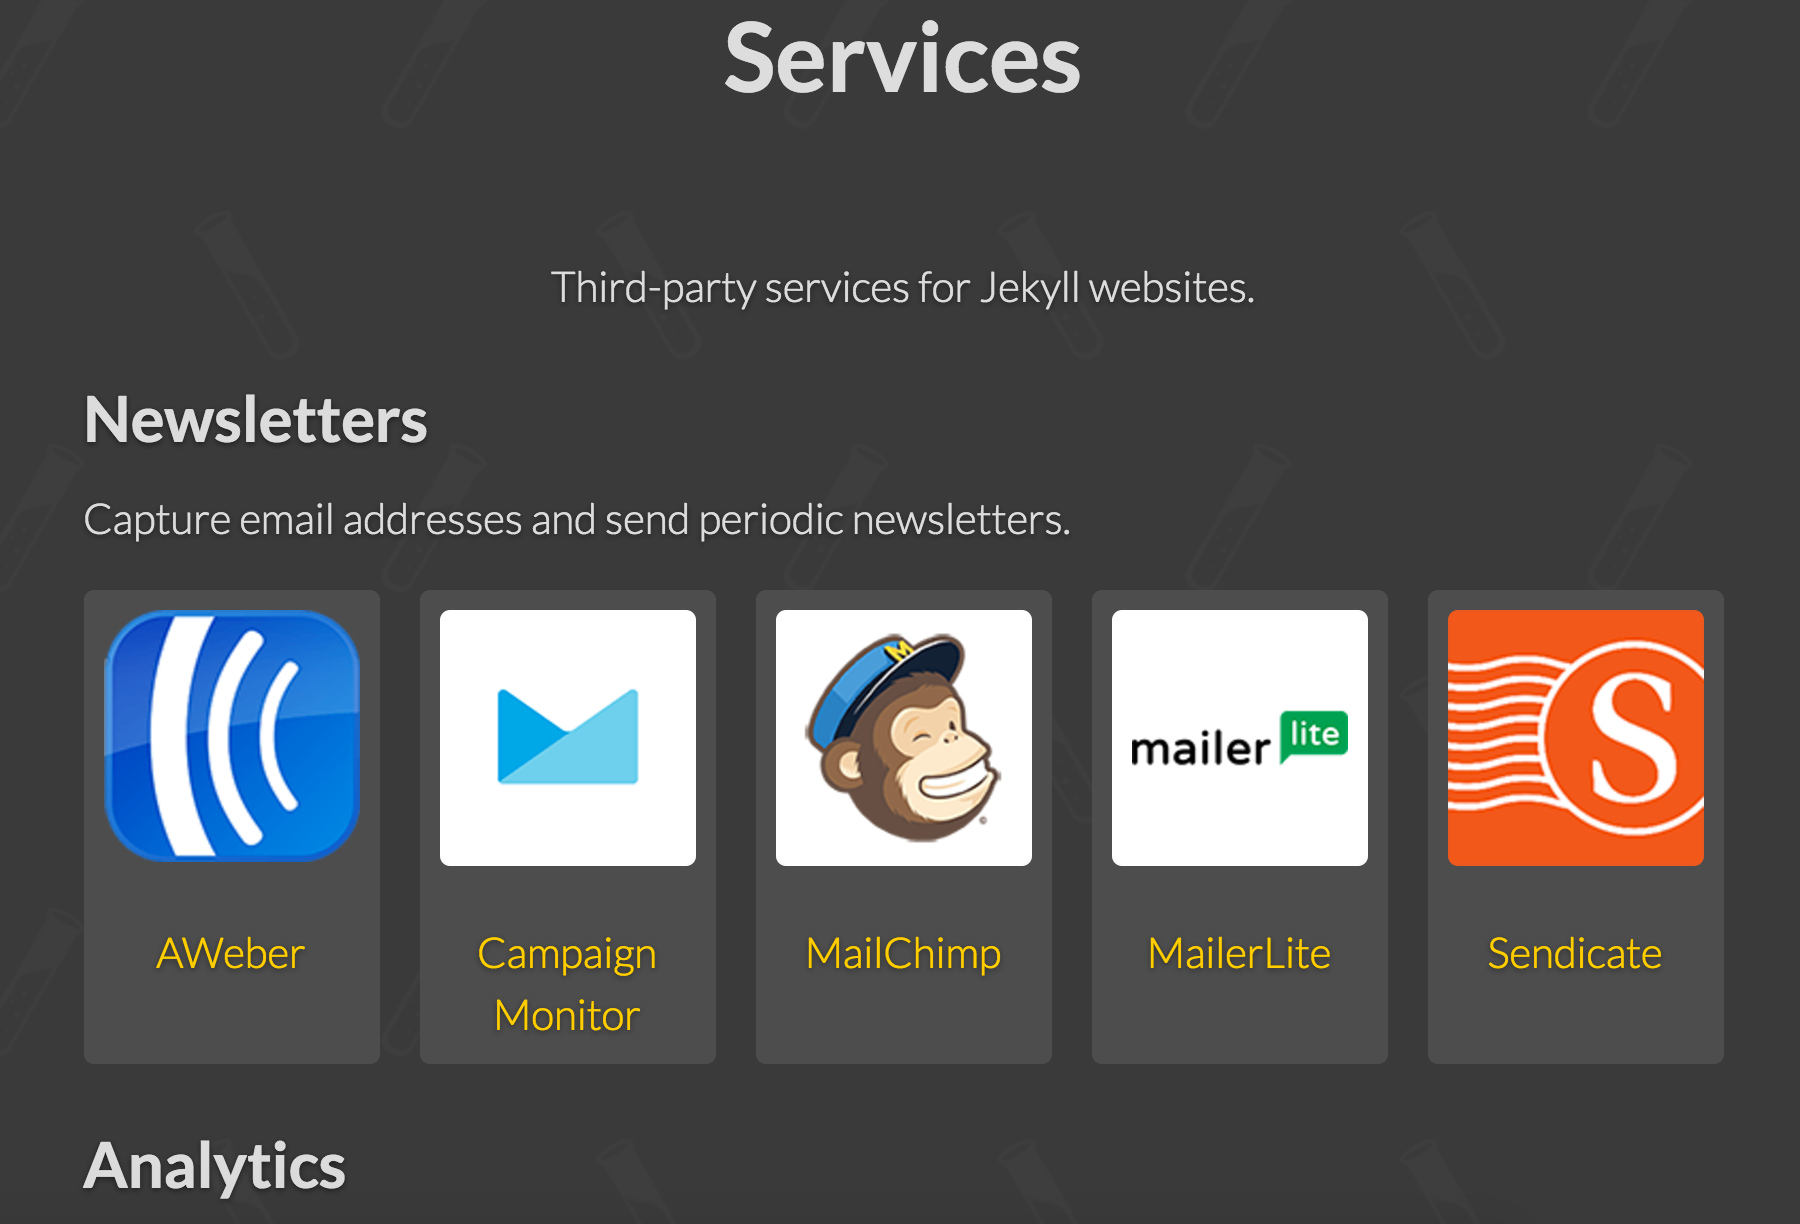 Services
Third-party services for Jekyll websites.
Newsletters
Capture email addresses and send periodic newsletters.
M
mailer lite
S
AWeber
Campaign
Monitor
MailChimp
MailerLite
Sendicate
Analytics